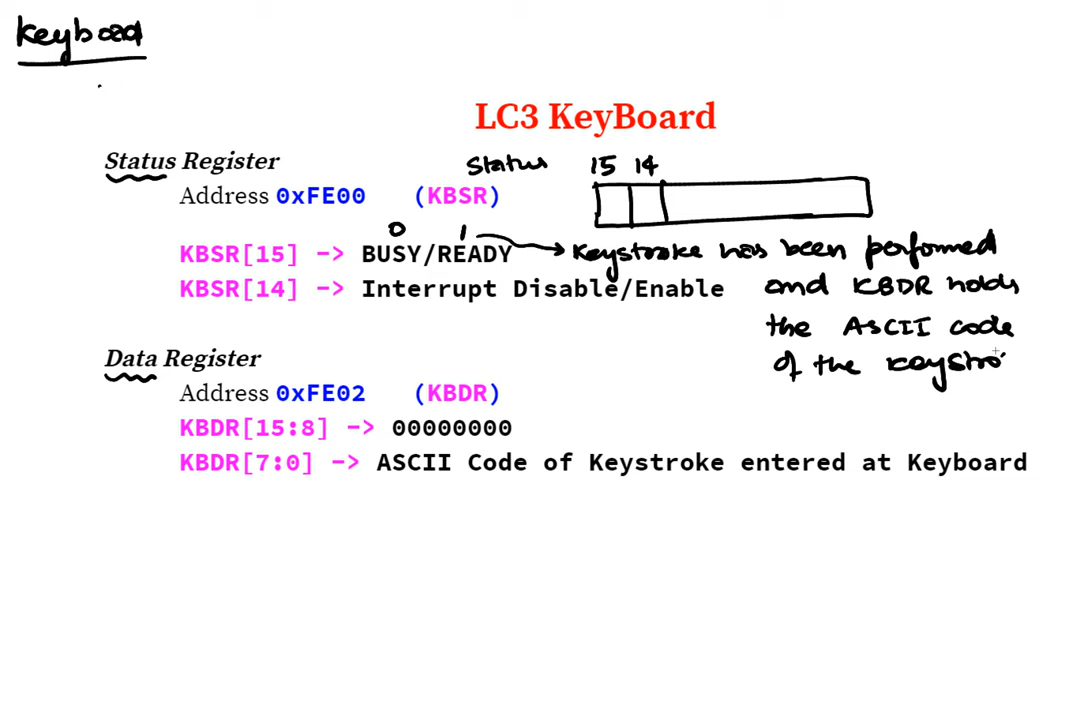 Keyboad
LC3 KeyBoard
Status Register
Status 15 14
Address 0xFE00 (KBSR)
0 1
KBSR[15] -> BUSY/READY → Keystroke has been performed
KBSR[14] -> Interrupt Disable/Enable and KBDR holds
the ASCII code
of the keystro
Data Register
Address 0xFE02 (KBDR)
KBDR[15:8] -> 00000000
KBDR[7:0] -> ASCII Code of Keystroke entered at Keyboard